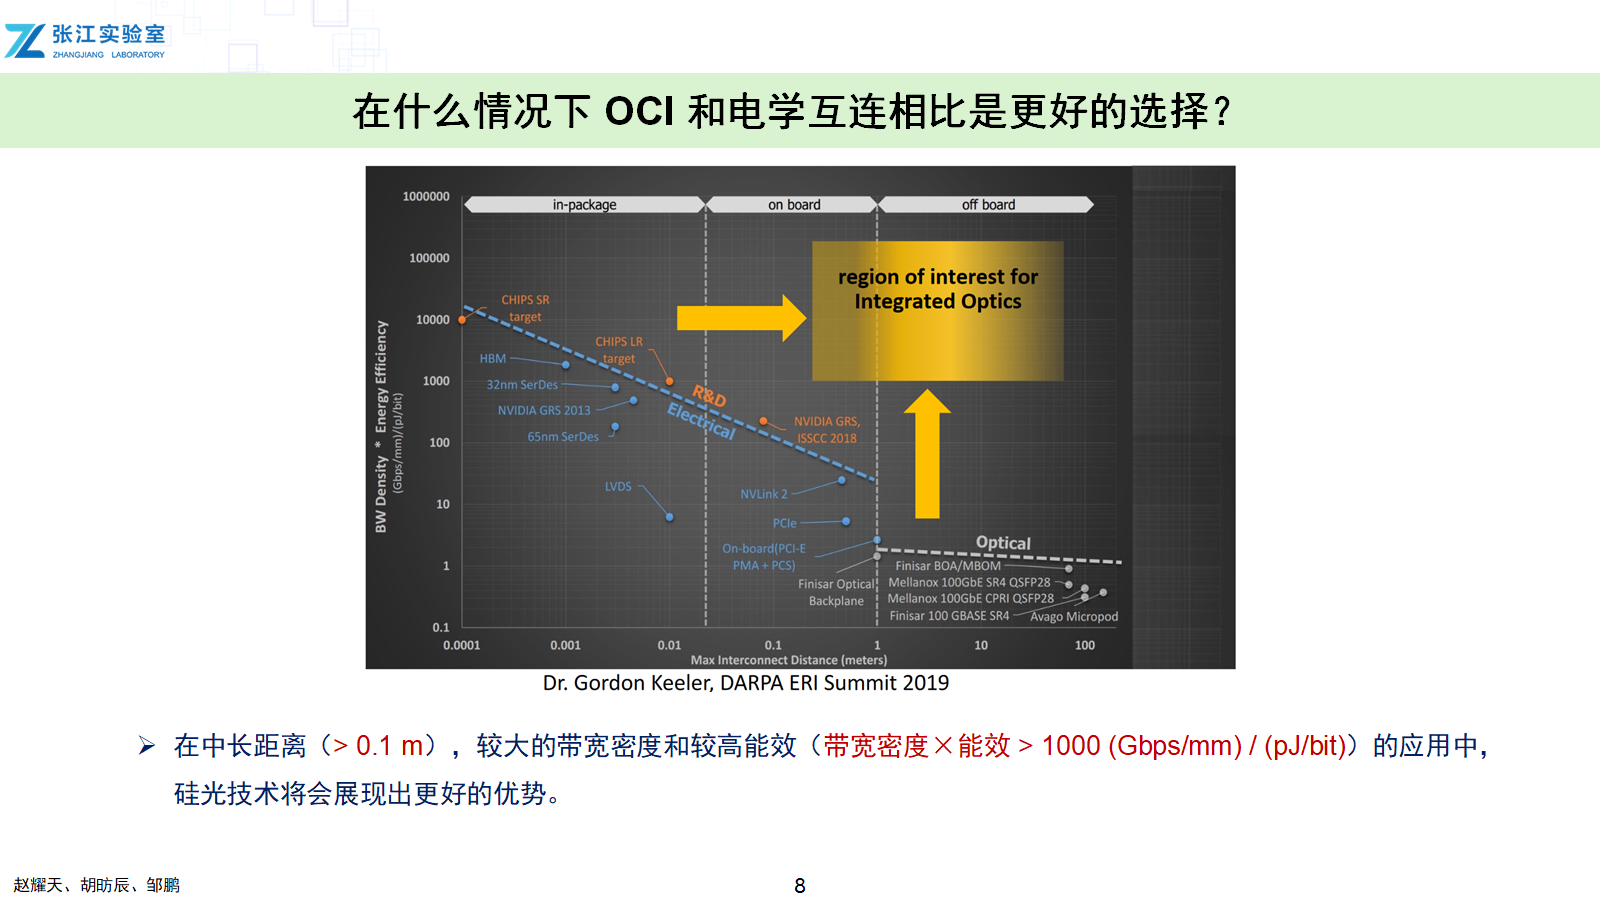 张江实验室
ZHANGJIANG LABORATORY
在什么情况下 OCI 和电学互连相比是更好的选择？
1000000
100000
10000
1000
100
10
1
0.1
BW Density * Energy Efficiency
(Gbps/mm)/(pJ/bit)
in-package
on board
off board
region of interest for
Integrated Optics
CHIPS SR
target
CHIPS LR
target
HBM
32nm SerDes
NVIDIA GRS 2013
65nm SerDes
R&D
Electrical
NVIDIA GRS,
ISSCC 2018
LVDS
NVLink 2
PCIe
On-board(PCI-E
PMA + PCS)
Finisar Optical
Backplane
Optical
Finisar BOA/MBOM
Mellanox 100GbE SR4 QSFP28
Mellanox 100GbE CPRI QSFP28
Finisar 100 GBASE SR4
Avago Micropod
0.0001
0.001
0.01
0.1
1
10
100
Max Interconnect Distance (meters)
Dr. Gordon Keeler, DARPA ERI Summit 2019
➢ 在中长距离（> 0.1 m），较大的带宽密度和较高能效（带宽密度×能效 > 1000 (Gbps/mm) / (pJ/bit)）的应用中，
硅光技术将会展现出更好的优势。
赵耀天、胡昉辰、邹鹏
8